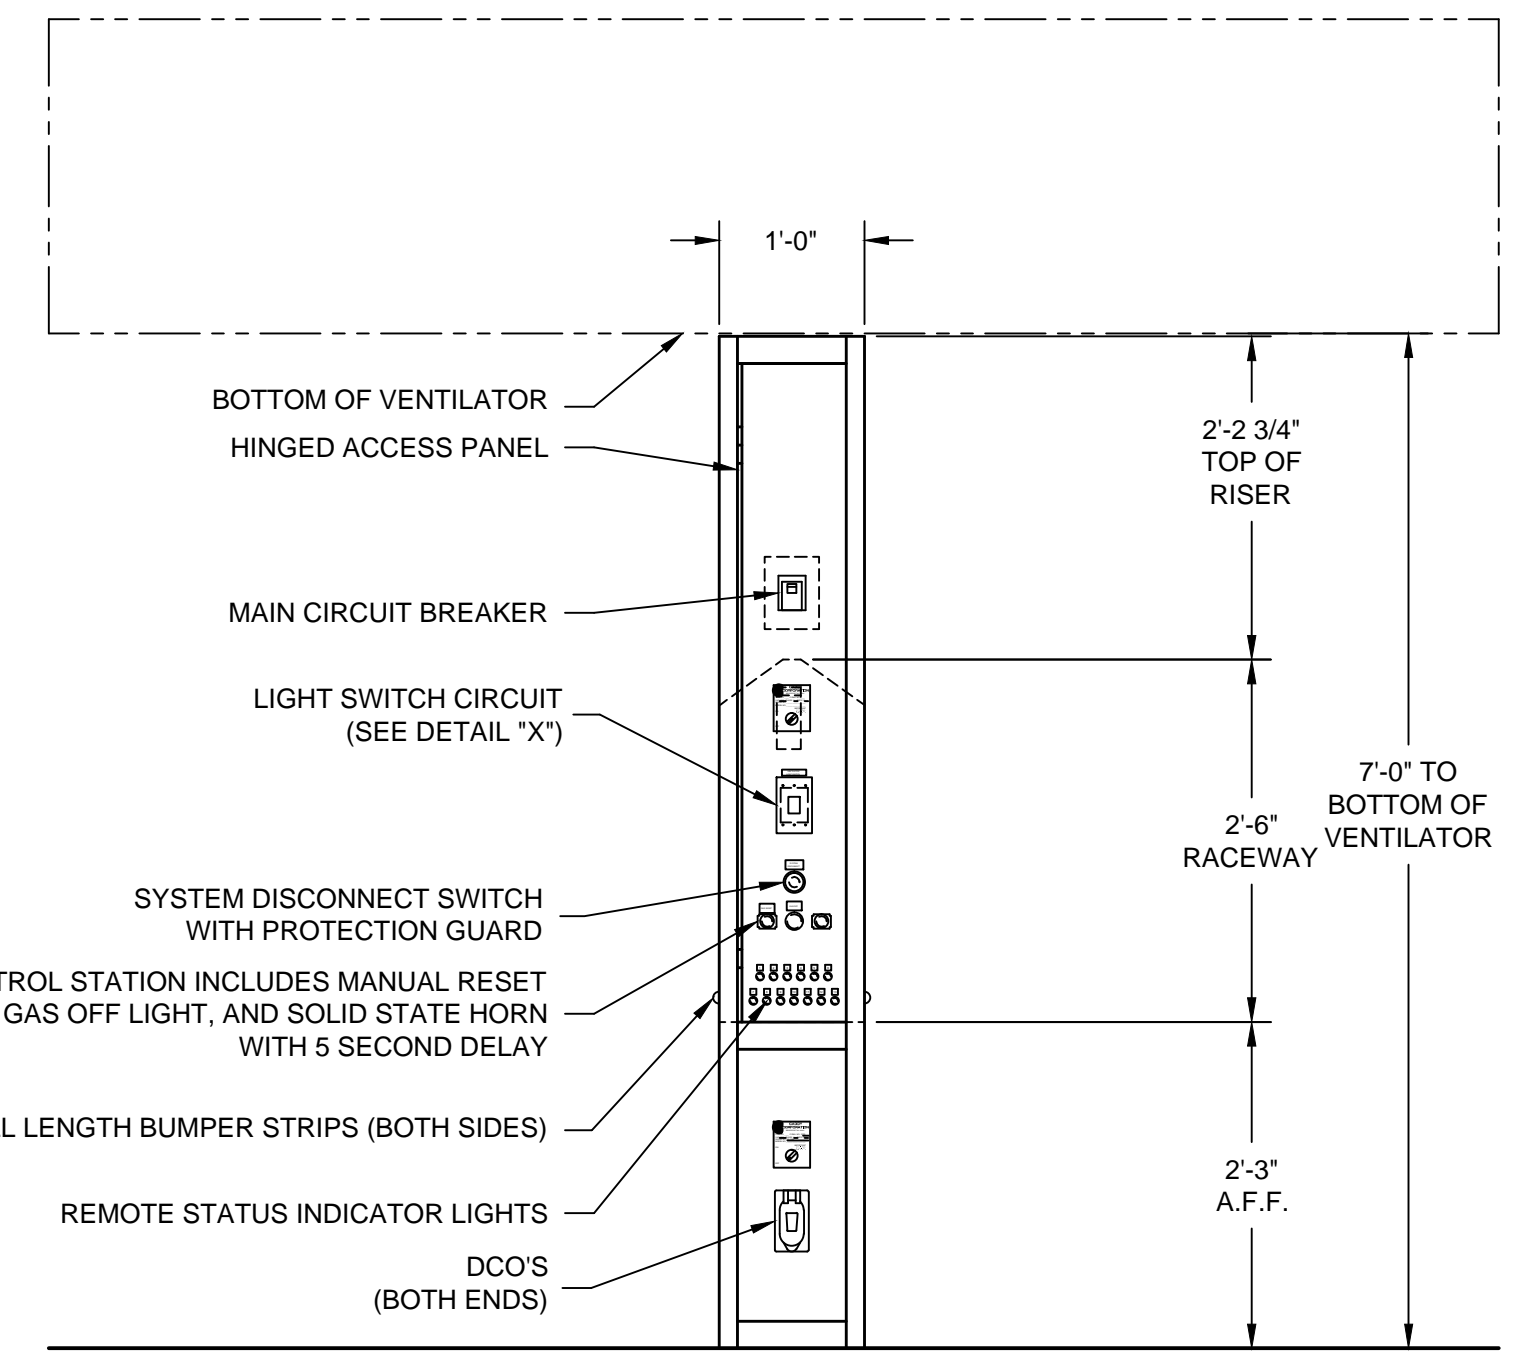 1'-0"
BOTTOM OF VENTILATOR
HINGED ACCESS PANEL
2'-2 3/4"
TOP OF
RISER
MAIN CIRCUIT BREAKER
LIGHT SWITCH CIRCUIT
(SEE DETAIL "X")
7'-0" TO
BOTTOM OF
VENTILATOR
2'-6"
RACEWAY
SYSTEM DISCONNECT SWITCH
WITH PROTECTION GUARD
STATION INCLUDES MANUAL RESET
GAS OFF LIGHT, AND SOLID STATE HORN
WITH 5 SECOND DELAY
LENGTH BUMPER STRIPS (BOTH SIDES)
2'-3"
A.F.F.
REMOTE STATUS INDICATOR LIGHTS
DCO'S
(BOTH ENDS)